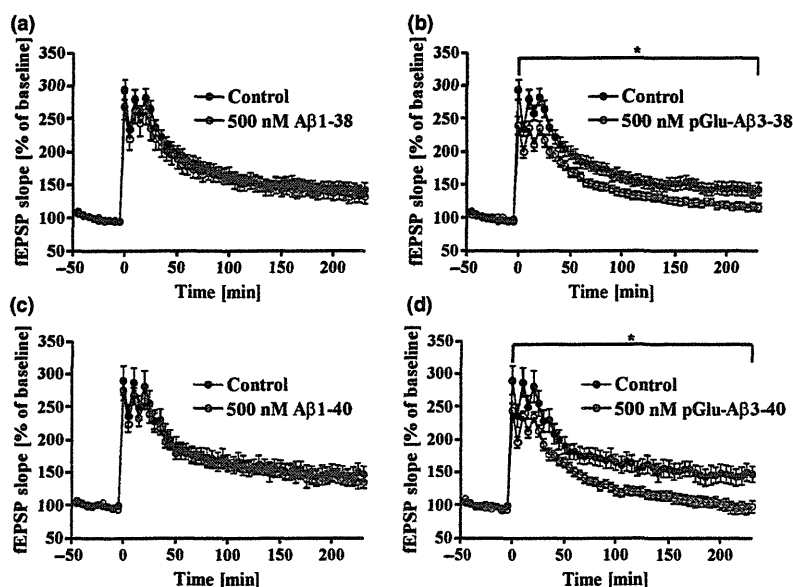 (a)
fEPSP slope [% of baseline]
350
300
250
200
150
100
50
Control
500 nM Aβ1-38
−50
0
50
100
150
200
Time [min]
(b)
fEPSP slope [% of baseline]
350
300
250
200
150
100
50
*
Control
500 nM pGlu-Aβ3-38
−50
0
50
100
150
200
Time [min]
(c)
fEPSP slope [% of baseline]
350
300
250
200
150
100
50
Control
500 nM Aβ1-40
−50
0
50
100
150
200
Time [min]
(d)
fEPSP slope [% of baseline]
350
300
250
200
150
100
50
*
Control
500 nM pGlu-Aβ3-40
−50
0
50
100
150
200
Time [min]